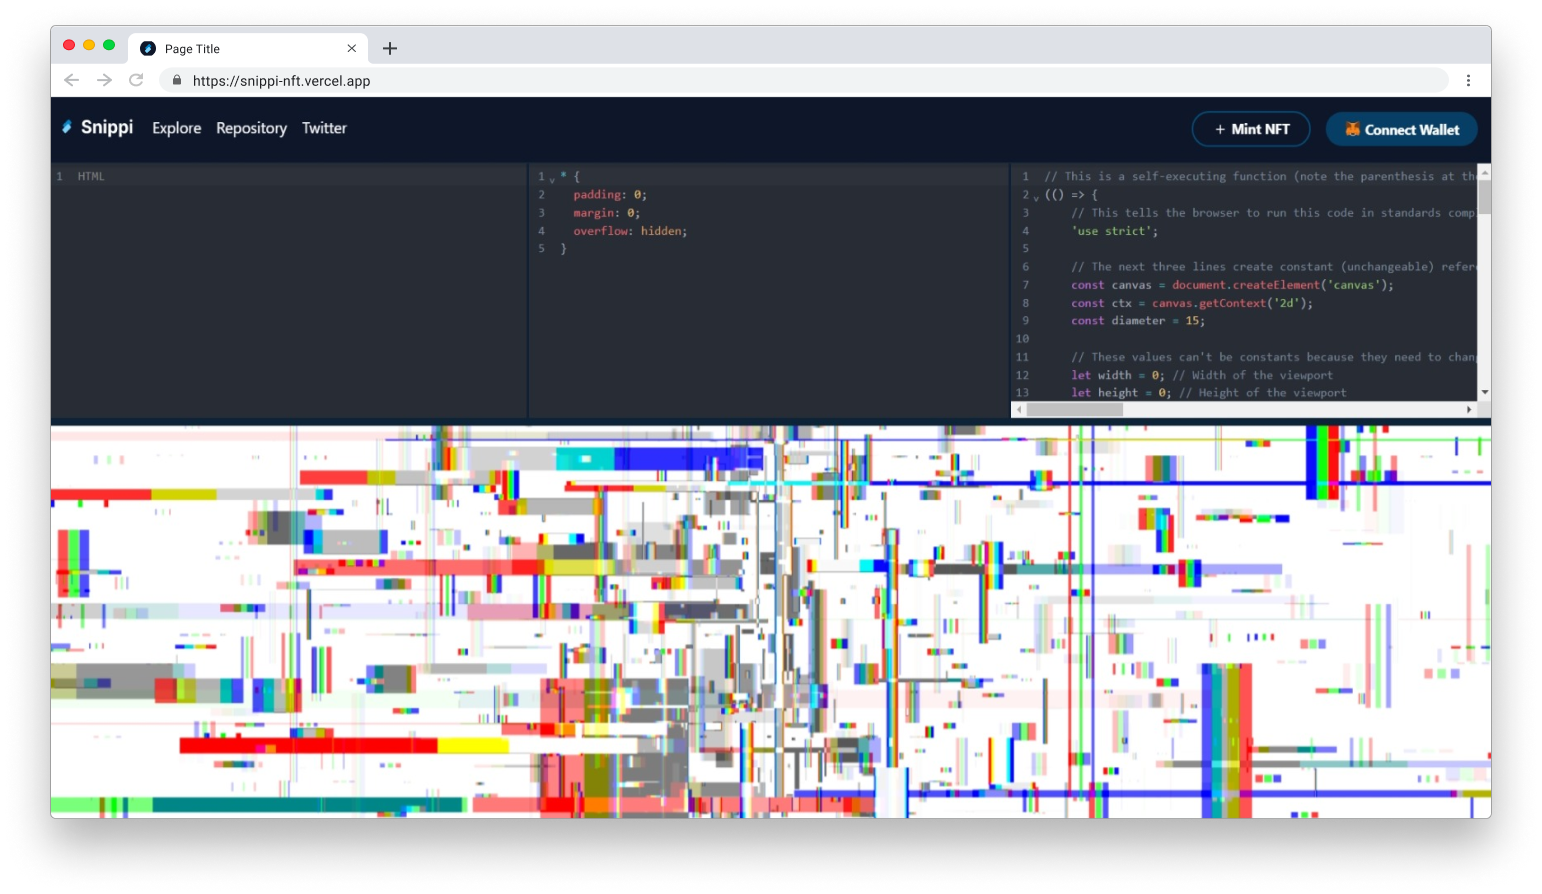 Page Title
https://snippi-nft.vercel.app
Snippi Explore Repository Twitter + Mint NFT Connect Wallet
1 HTML
1 * {
2 padding: 0;
3 margin: 0;
4 overflow: hidden;
5 }
1 // This is a self-executing function (note the parenthesis at the
2 (() => {
3 // This tells the browser to run this code in standards comp
4 'use strict';
5
6 // The next three lines create constant (unchangeable) refer
7 const canvas = document.createElement('canvas');
8 const ctx = canvas.getContext('2d');
9 const diameter = 15;
10
11 // These values can't be constants because they need to chan
12 let width = 0; // Width of the viewport
13 let height = 0; // Height of the viewport